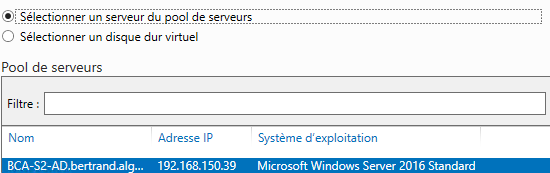 Sélectionner un serveur du pool de serveurs
Sélectionner un disque dur virtuel
Pool de serveurs
Filtre :
Nom Adresse IP Système d'exploitation
BCA-S2-AD.bertrand.alg... 192.168.150.39 Microsoft Windows Server 2016 Standard